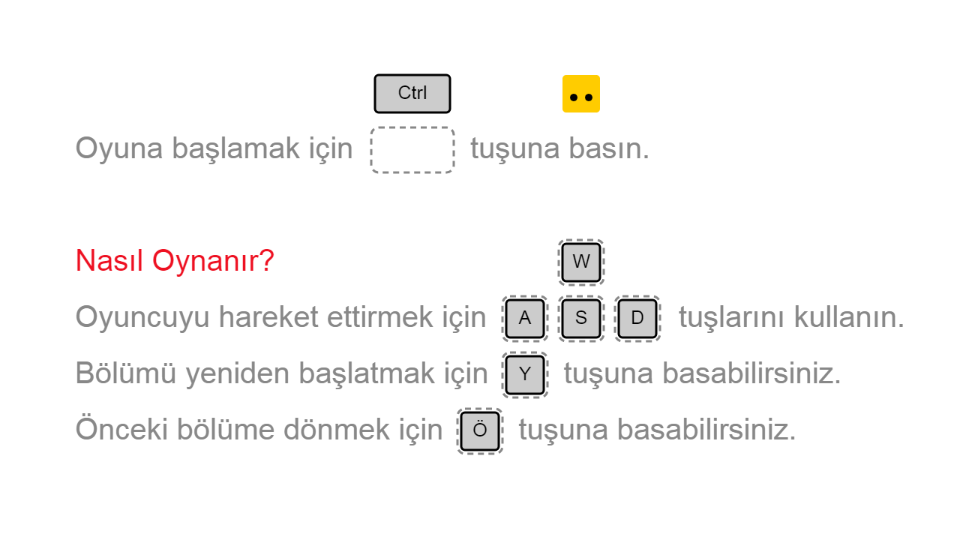 Ctrl
Oyuna başlamak için tuşuna basın.
Nasıl Oynanır?
W
Oyuncuyu hareket ettirmek için A S D tuşlarını kullanın.
Bölümü yeniden başlatmak için Y tuşuna basabilirsiniz.
Önceki bölüme dönmek için Ö tuşuna basabilirsiniz.